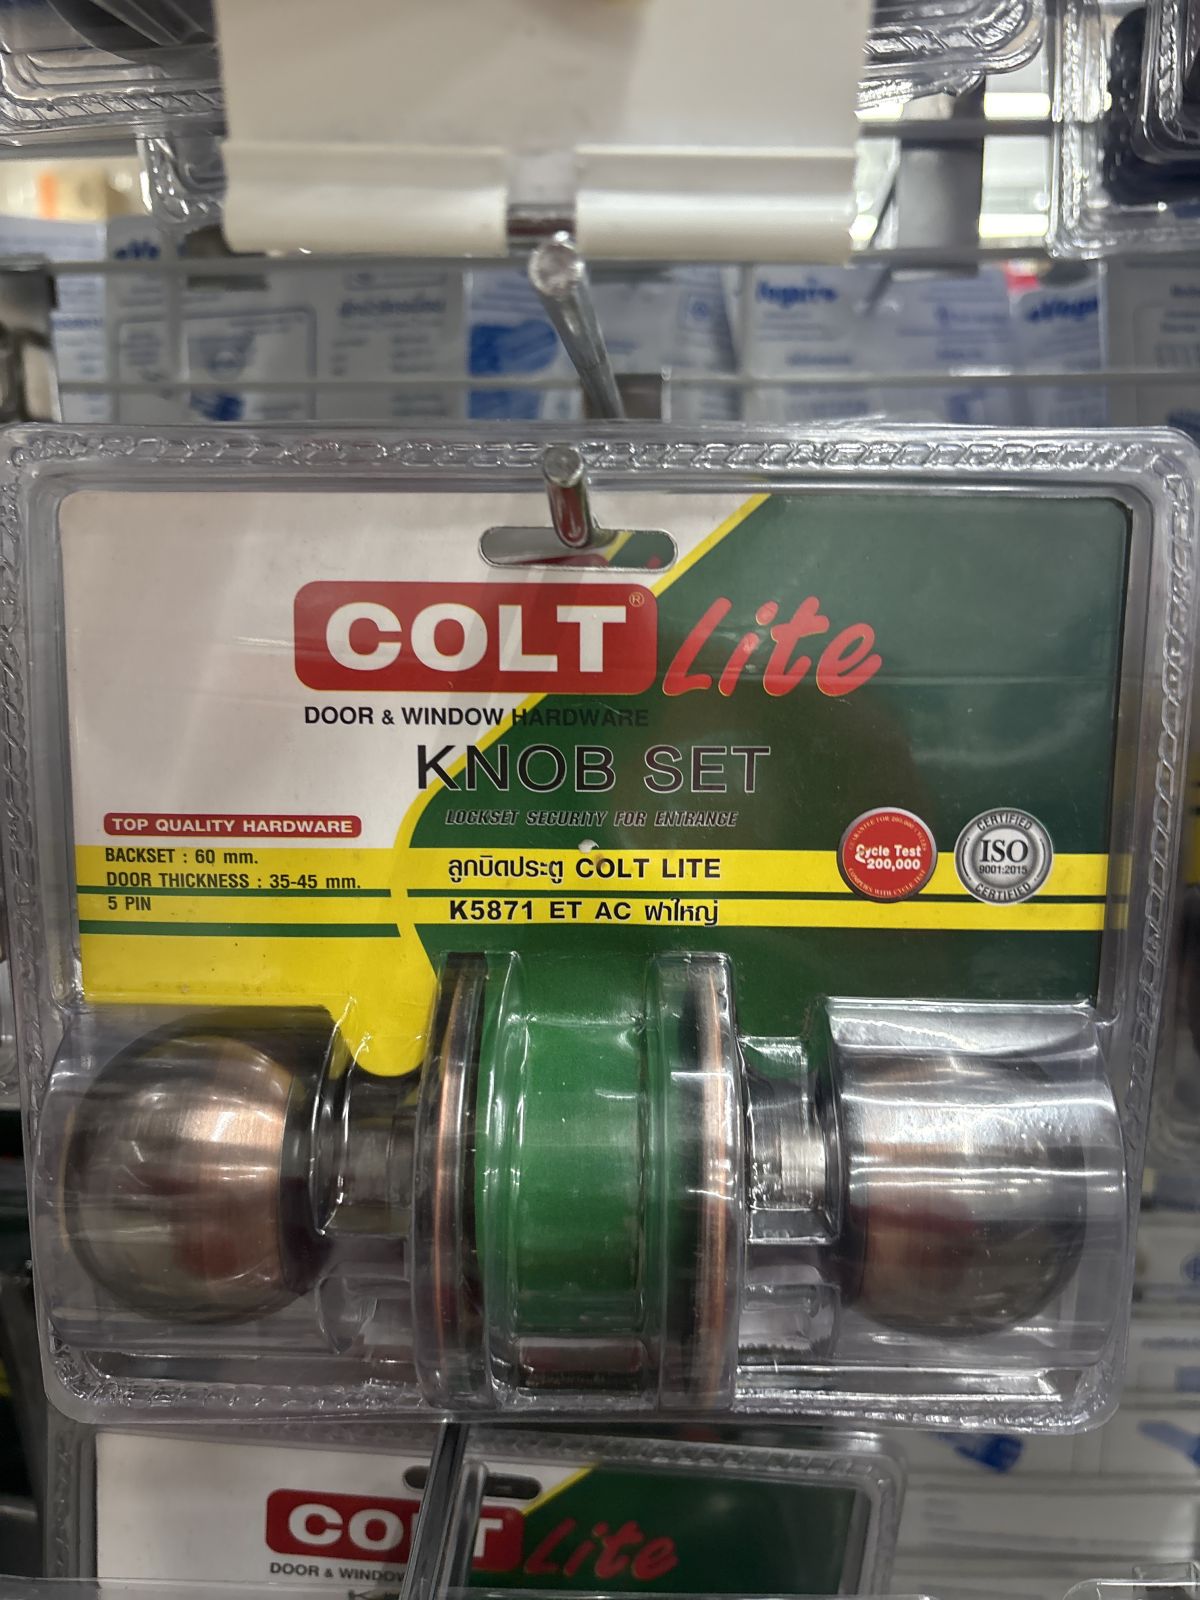 COLT® Lite
DOOR & WINDOW HARDWARE
KNOB SET
LOCKSET SECURITY FOR ENTRANCE
TOP QUALITY HARDWARE
BACKSET : 60 mm.
DOOR THICKNESS : 35-45 mm.
5 PIN
ลูกบิดประตู COLT LITE
K5871 ET AC ฝาใหญ่
Cycle Test
200,000
CERTIFIED
ISO
9001:2015
CERTIFIED
COLT Lite
DOOR & WINDOW